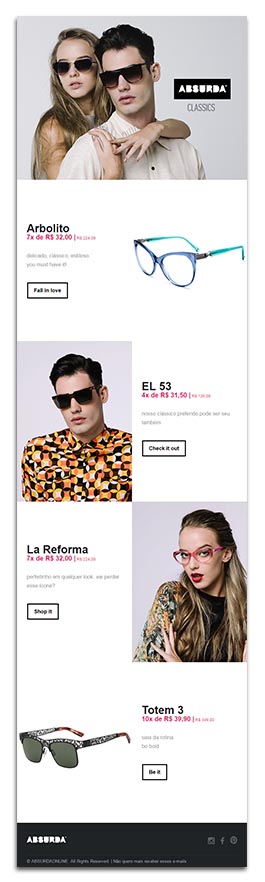 ABSURDA
CLASSICS
Arbolito
7x de R$ 32,00 | R$ 224,00
delicado, clássico, estiloso
you must have it!
Fall in love
EL 53
4x de R$ 31,50 | R$ 126,00
nosso clássico preferido pode ser seu
também
Check it out
La Reforma
7x de R$ 32,00 | R$ 224,00
perfeitinho em qualquer look. vai perder
esse ícone?
Shop it
Totem 3
10x de R$ 39,90 | R$ 399,00
saia da rotina
be bold
Be it
ABSURDA
© ABSURDAONLINE. All Rights Reserved. | Não quero mais receber esses e-mails.